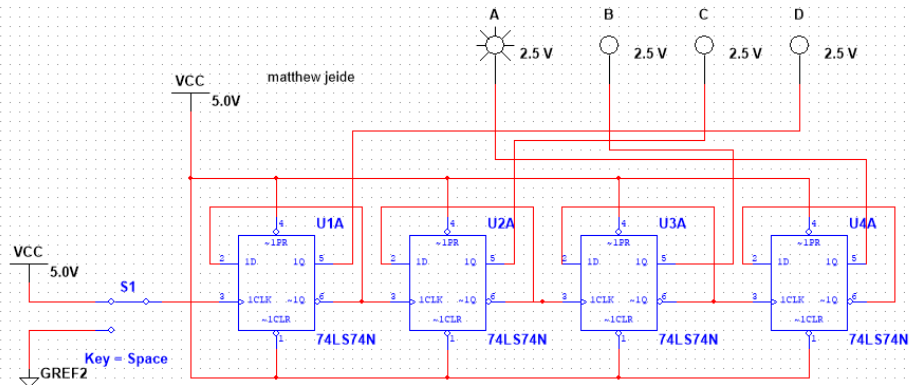 A B C D
2.5 V 2.5 V 2.5 V 2.5 V
VCC matthew jeide
5.0V
U1A U2A U3A U4A
4 4 4 4
~1PR ~1PR ~1PR ~1PR
2 1D 1Q 5 2 1D 1Q 5 2 1D 1Q 5 2 1D 1Q 5
VCC
5.0V
S1
3 1CLK ~1Q 6 3 1CLK ~1Q 6 3 1CLK ~1Q 6 3 1CLK ~1Q 6
~1CLR ~1CLR ~1CLR ~1CLR
1 1 1 1
74LS74N 74LS74N 74LS74N 74LS74N
Key = Space
GREF2